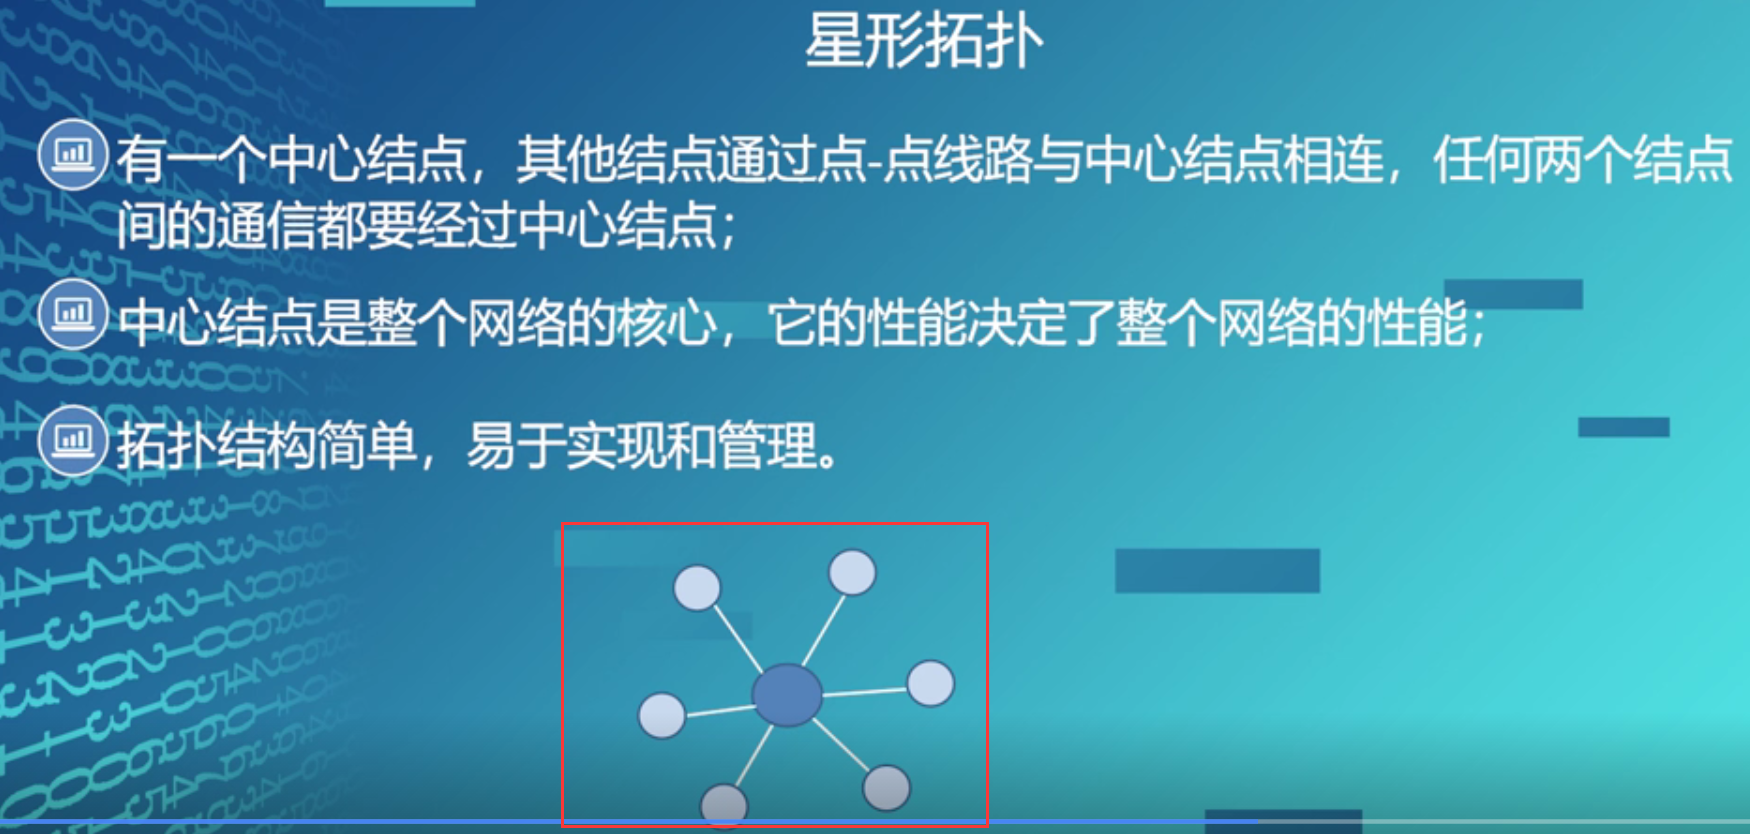 星形拓扑
有一个中心结点，其他结点通过点-点线路与中心结点相连，任何两个结点
间的通信都要经过中心结点；
中心结点是整个网络的核心，它的性能决定了整个网络的性能；
拓扑结构简单，易于实现和管理。